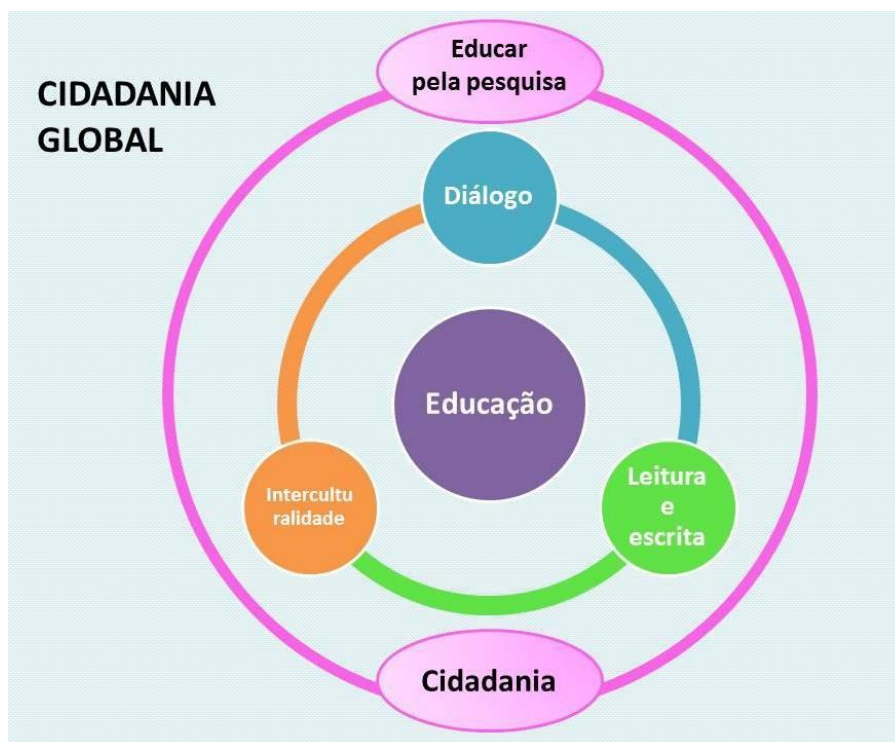 CIDADANIA
GLOBAL
Educar
pela pesquisa
Diálogo
Educação
Intercultu
ralidade
Leitura
e
escrita
Cidadania